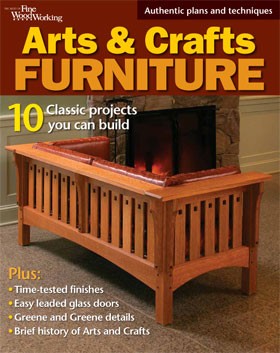 THE BEST OF
Fine
WoodWorking
Authentic plans and techniques
Arts & Crafts
FURNITURE
10 Classic projects
you can build
Plus:
• Time-tested finishes
• Easy leaded glass doors
• Greene and Greene details
• Brief history of Arts and Crafts